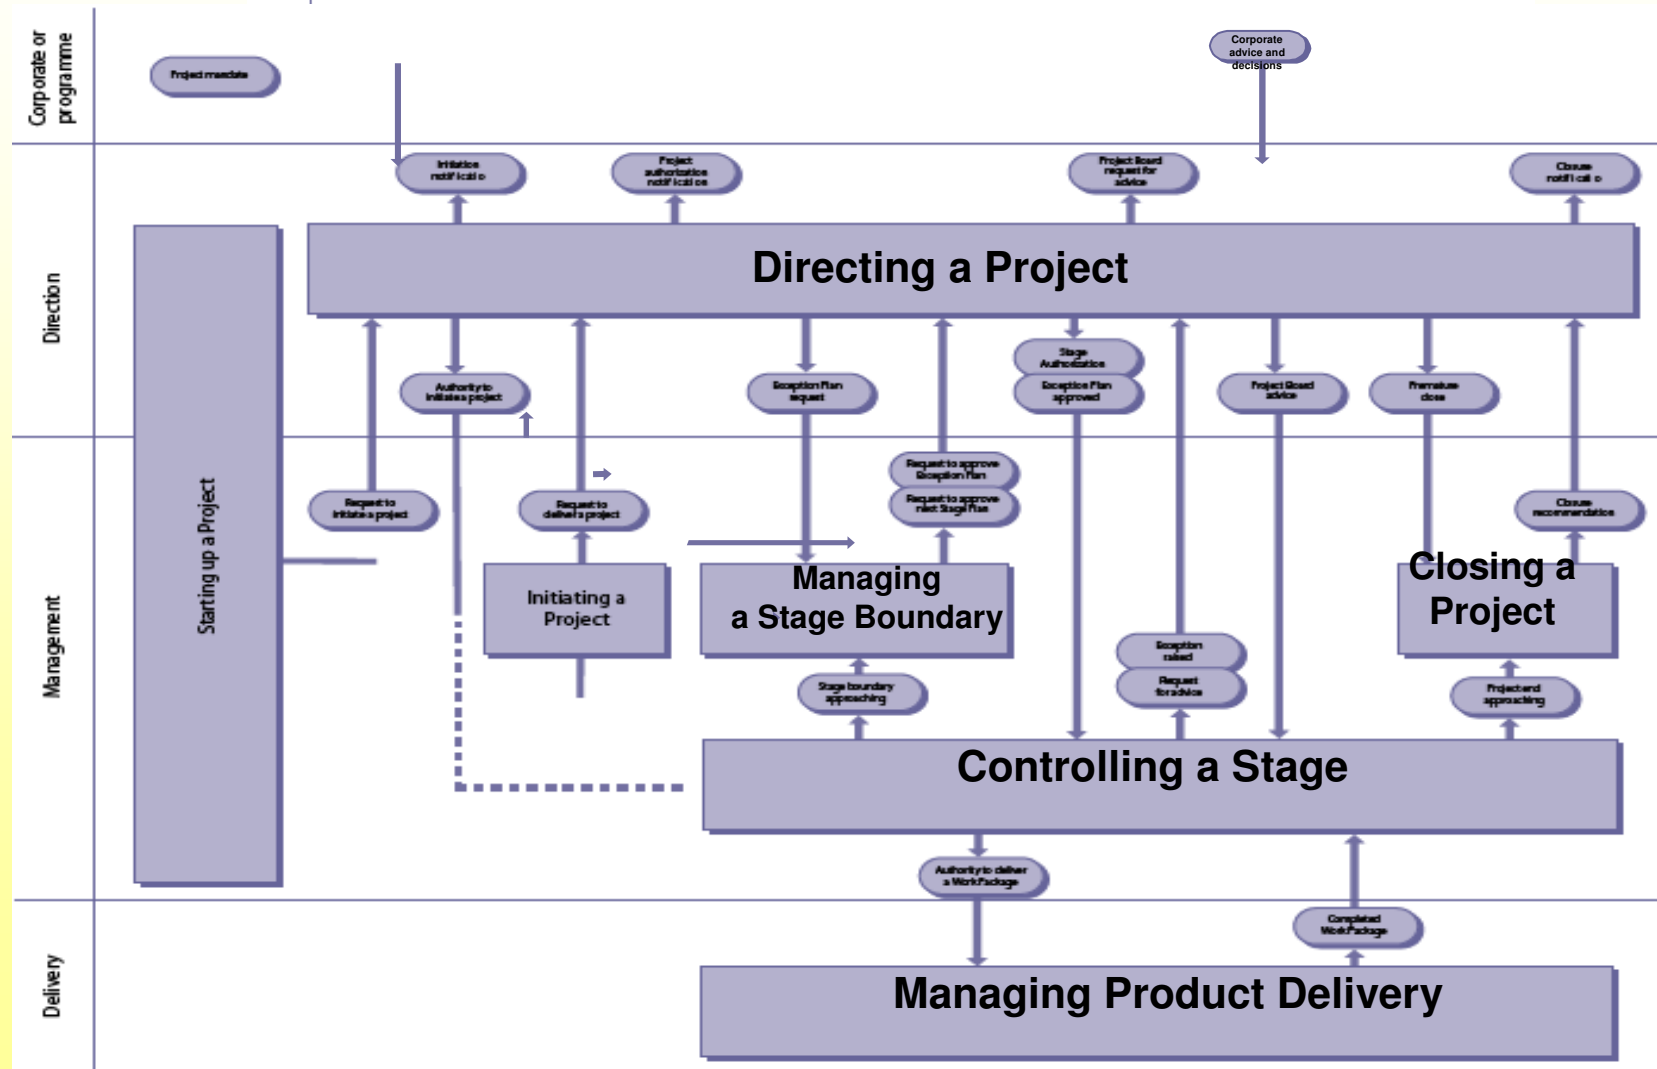 Corporate or
programme
Project mandate
Corporate
advice and
decisions
Direction
Initiation
notificatio
Project
authorization
notification
Project Board
request for
advice
Closure
notificatio
Directing a Project
Authority to
initiate a project
Exception Plan
request
Stage
Authorization
Exception Plan
approved
Project Board
advice
Premature
close
Management
Starting up a Project
Request to
initiate a project
Request to
deliver a project
Request to approve
Exception Plan
Request to approve
next Stage Plan
Closure
recommendation
Initiating a
Project
Managing
a Stage Boundary
Closing a
Project
Exception
raised
Request
for advice
Stage boundary
approaching
Project end
approaching
Controlling a Stage
Authority to deliver
a Work Package
Delivery
Completed
Work Package
Managing Product Delivery